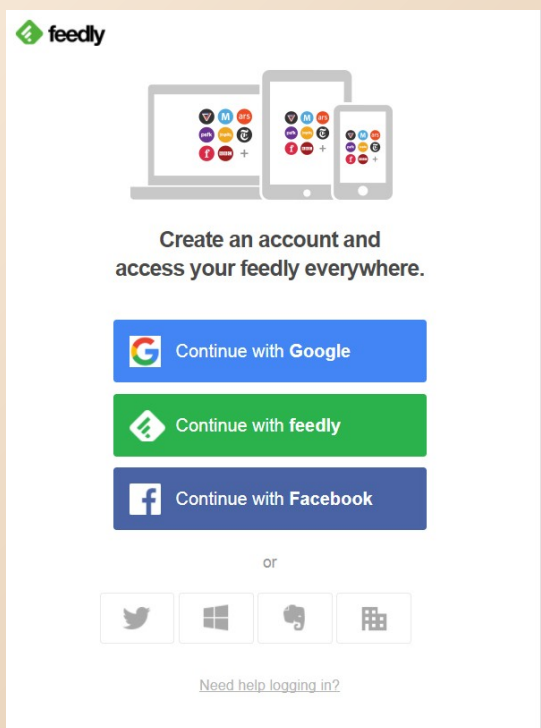 feedly
Create an account and
access your feedly everywhere.
Continue with Google
Continue with feedly
Continue with Facebook
or
Need help logging in?